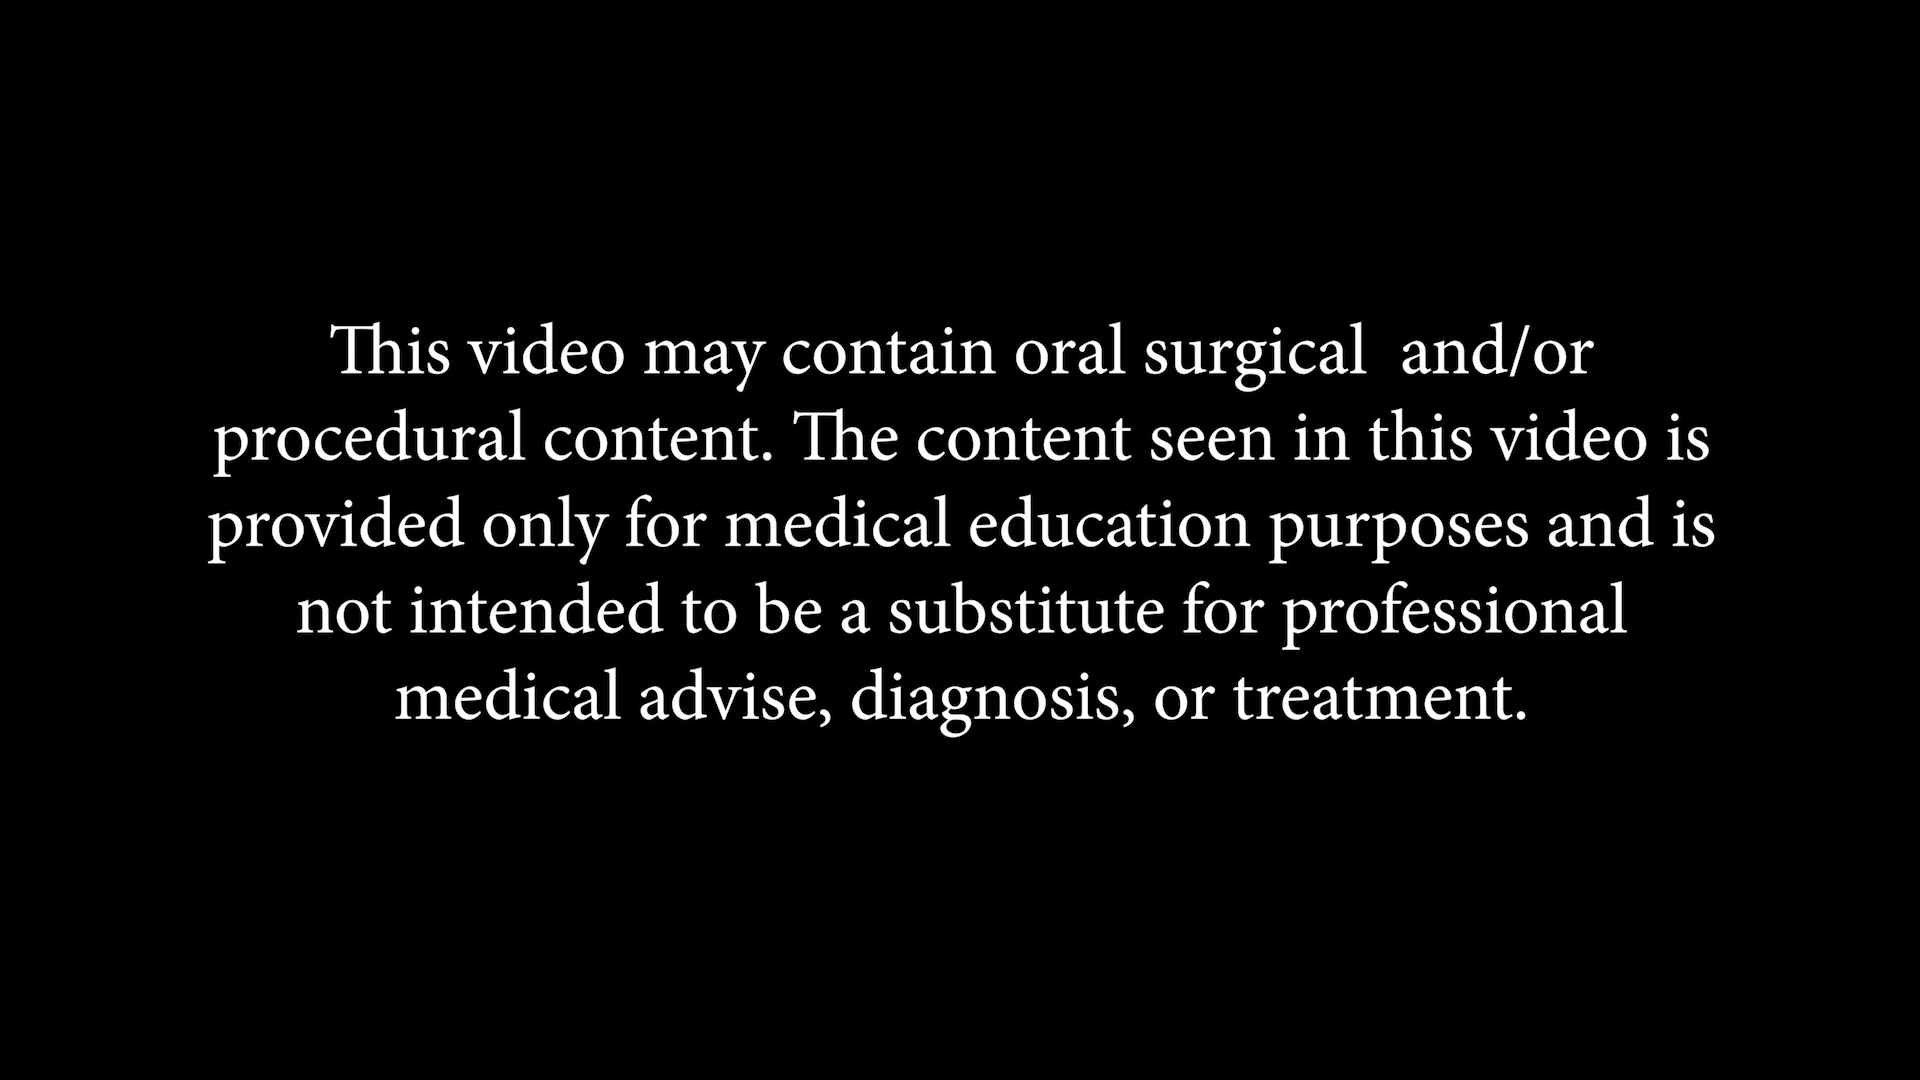 This video may contain oral surgical  and/or
procedural content. The content seen in this video is
provided only for medical education purposes and is
not intended to be a substitute for professional
medical advise, diagnosis, or treatment.